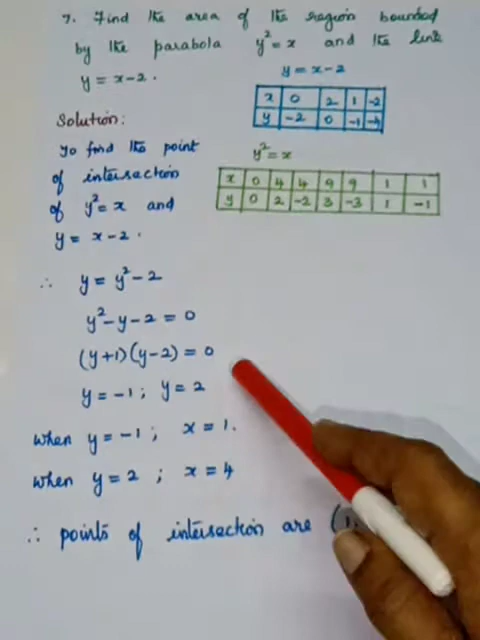 7. Find the area of the region bounded
by the parabola y² = x and the line
y = x - 2.
y = x - 2
x 0 2 1 -2
y -2 0 -1 -4
Solution:
To find the point
of intersection
of y² = x and
y = x - 2.
y² = x
x 0 4 4 9 9 1 1
y 0 2 -2 3 -3 1 -1
∴ y = y² - 2
y² - y - 2 = 0
(y+1)(y-2) = 0
y = -1; y = 2
when y = -1; x = 1.
when y = 2; x = 4
∴ points of intersection are (1,